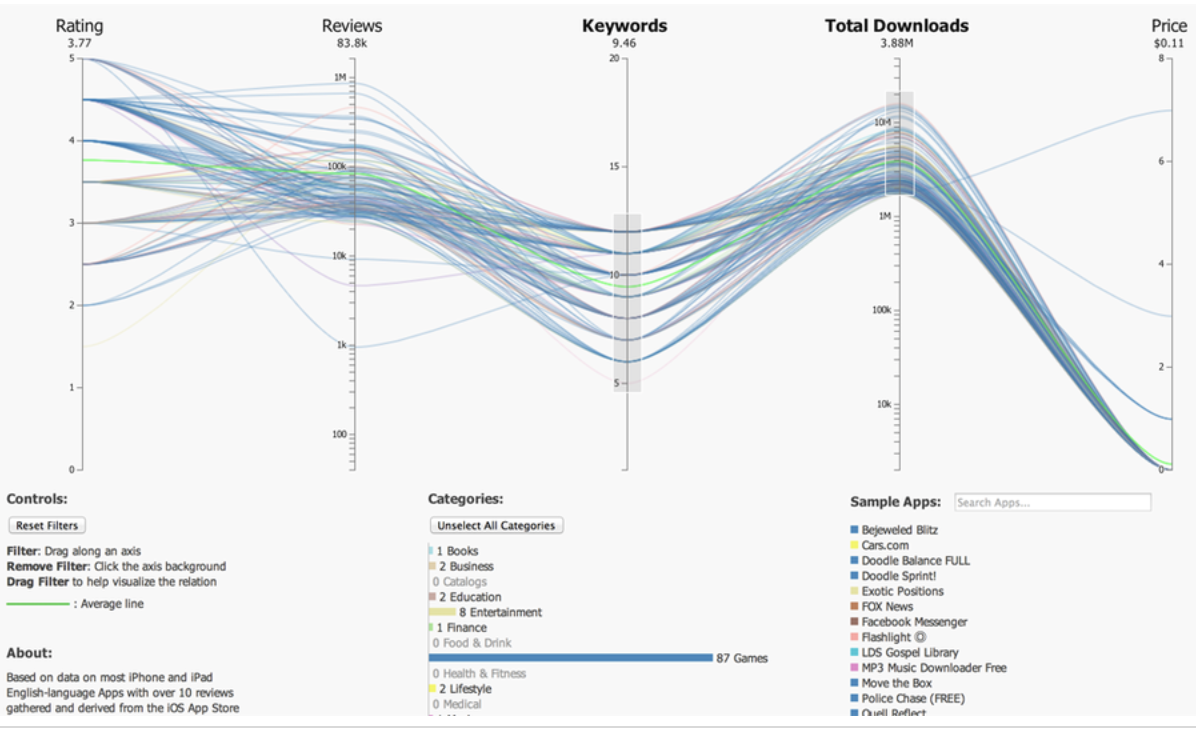 Rating
3.77
Reviews
83.8k
Keywords
9.46
Total Downloads
3.88M
Price
$0.11
5
4
3
2
1
0
1M
100k
10k
1k
100
20
15
10
5
10M
1M
100k
10k
8
6
4
2
0
Controls:
Reset Filters
Filter: Drag along an axis
Remove Filter: Click the axis background
Drag Filter to help visualize the relation
: Average line
About:
Based on data on most iPhone and iPad
English-language Apps with over 10 reviews
gathered and derived from the iOS App Store
Categories:
Unselect All Categories
1 Books
2 Business
0 Catalogs
2 Education
8 Entertainment
1 Finance
0 Food & Drink
87 Games
0 Health & Fitness
2 Lifestyle
0 Medical
Sample Apps:
Search Apps...
Bejeweled Blitz
Cars.com
Doodle Balance FULL
Doodle Sprint!
Exotic Positions
FOX News
Facebook Messenger
Flashlight ◎
LDS Gospel Library
MP3 Music Downloader Free
Move the Box
Police Chase (FREE)
Quell Reflect